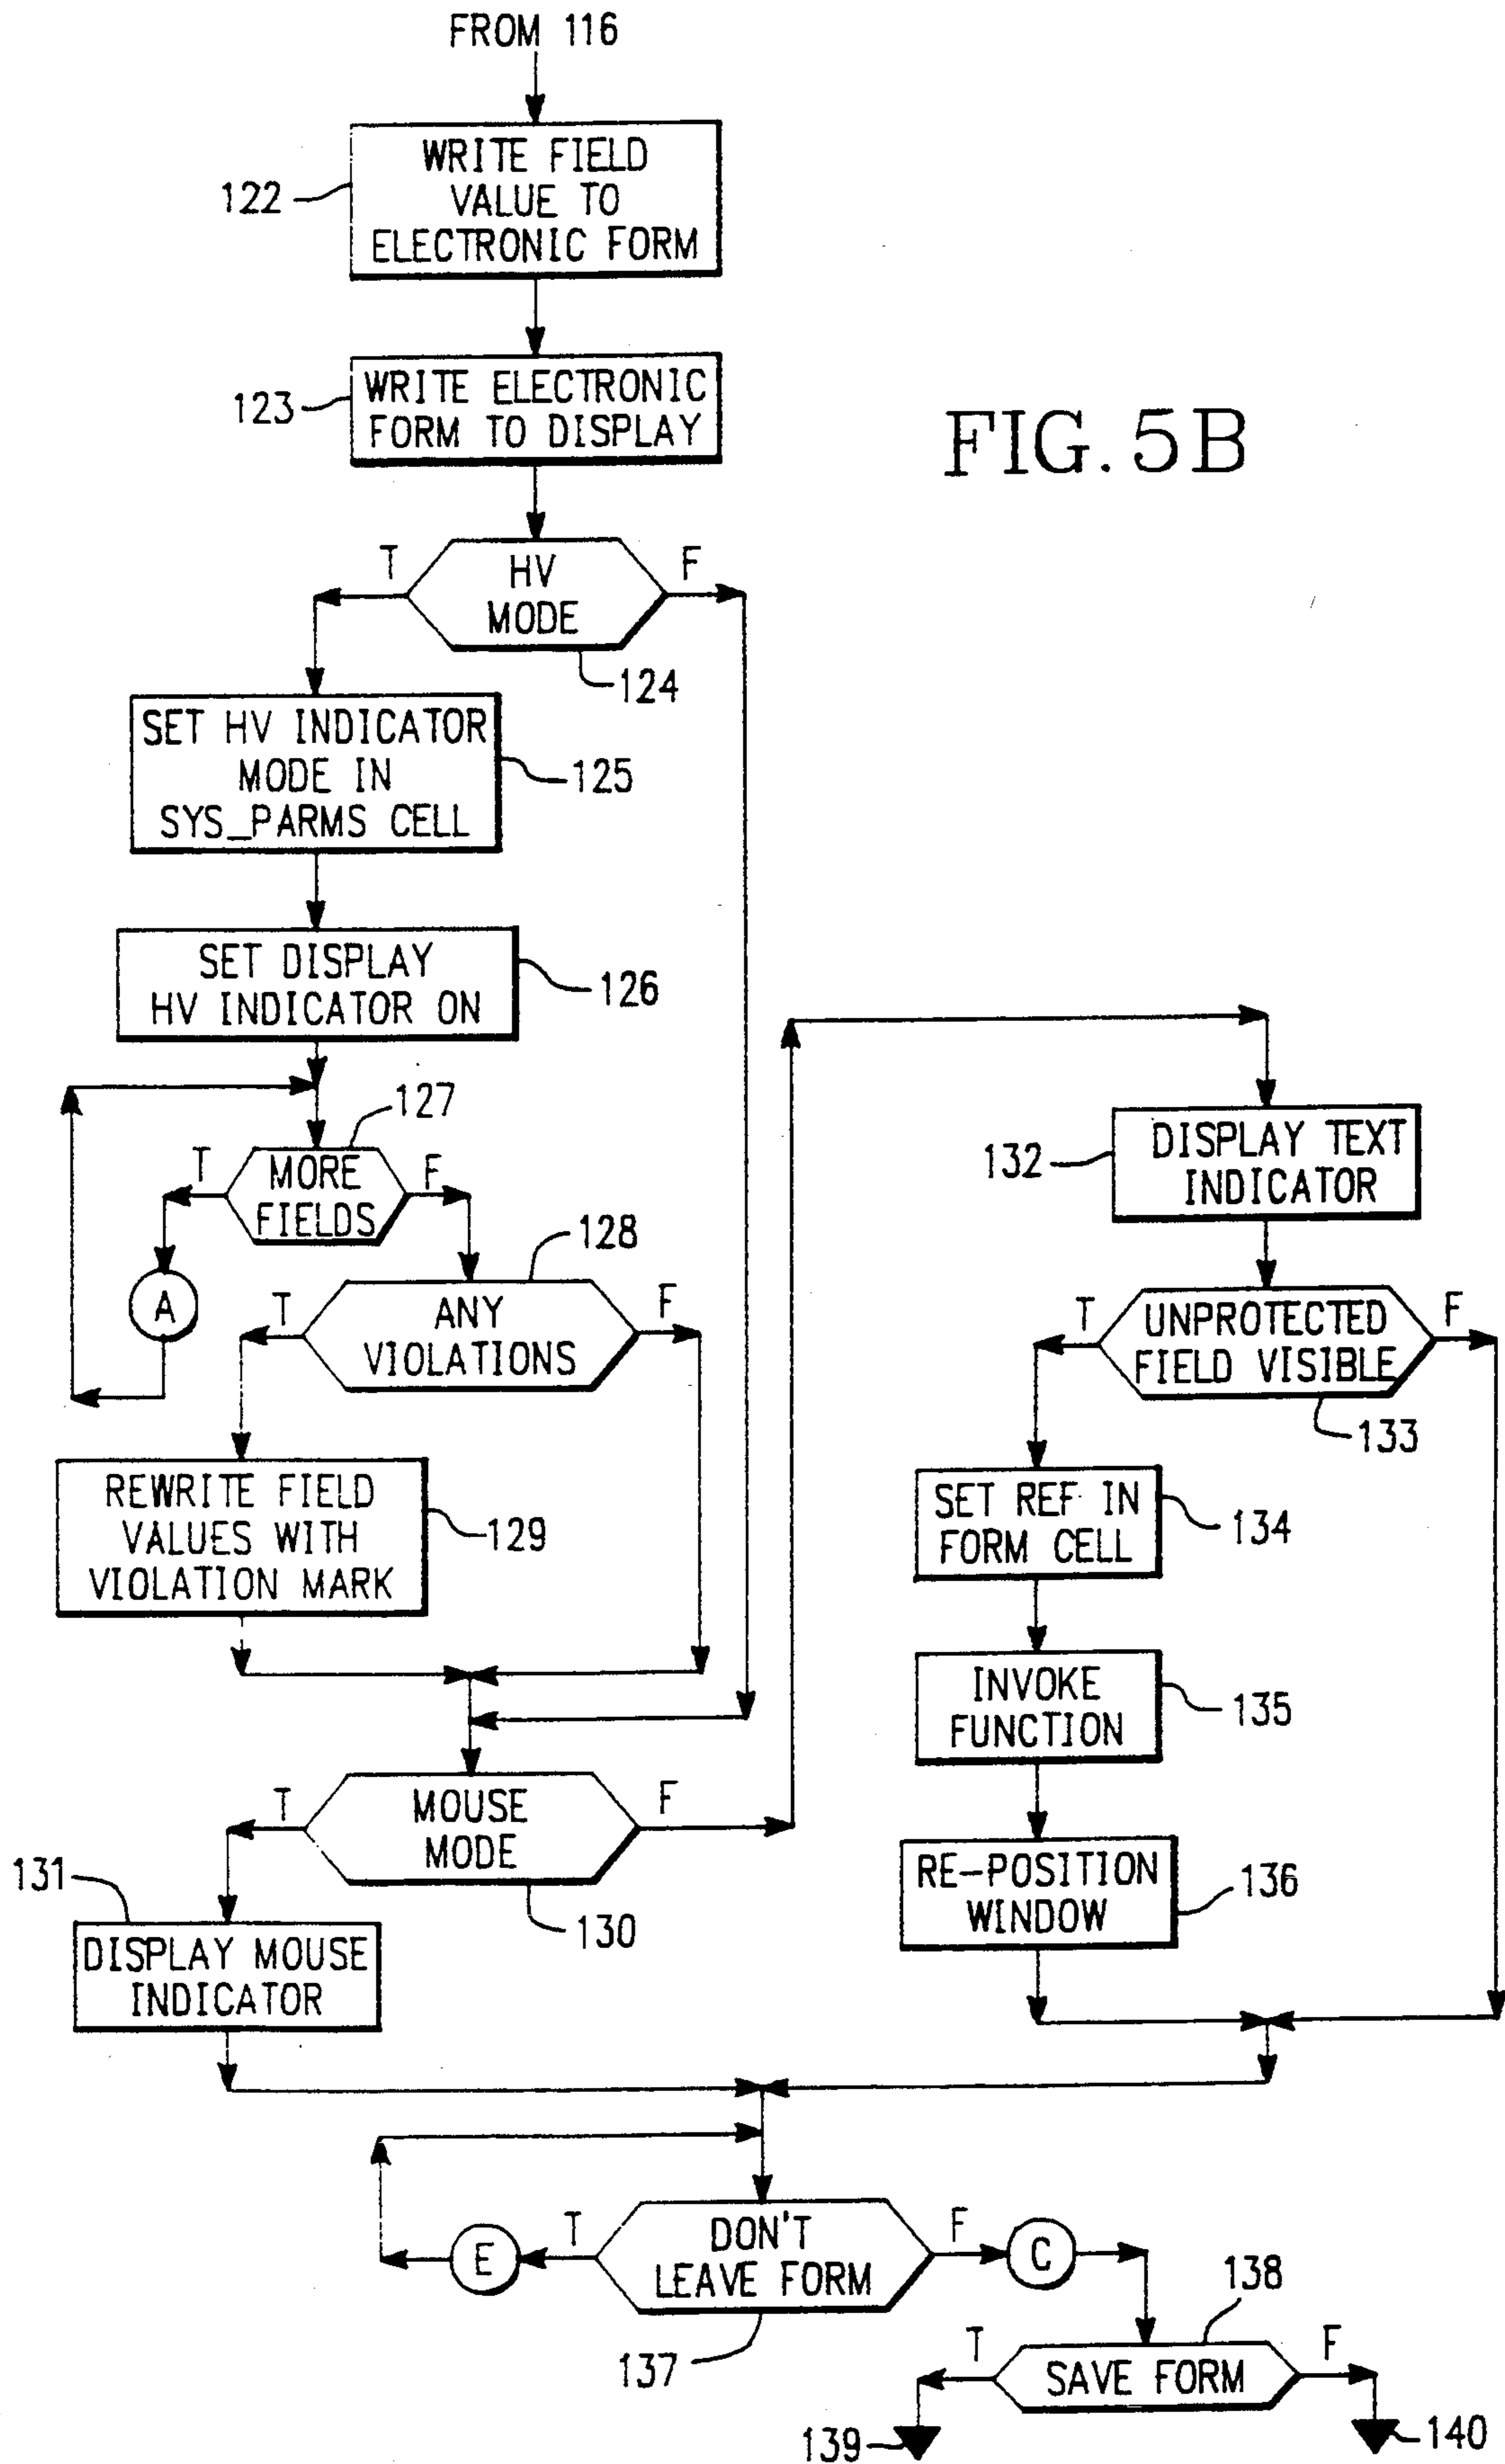 FROM 116
WRITE FIELD
VALUE TO
ELECTRONIC FORM
122
WRITE ELECTRONIC
FORM TO DISPLAY
123
FIG. 5B
T
HV
MODE
F
124
SET HV INDICATOR
MODE IN
SYS_PARMS CELL
125
SET DISPLAY
HV INDICATOR ON
126
127
T
MORE
FIELDS
F
A
128
T
ANY
VIOLATIONS
F
REWRITE FIELD
VALUES WITH
VIOLATION MARK
129
T
MOUSE
MODE
F
130
131
DISPLAY MOUSE
INDICATOR
132
DISPLAY TEXT
INDICATOR
T
UNPROTECTED
FIELD VISIBLE
F
133
SET REF IN
FORM CELL
134
INVOKE
FUNCTION
135
RE-POSITION
WINDOW
136
E
T
DON'T
LEAVE FORM
F
C
137
138
T
SAVE FORM
F
139
140